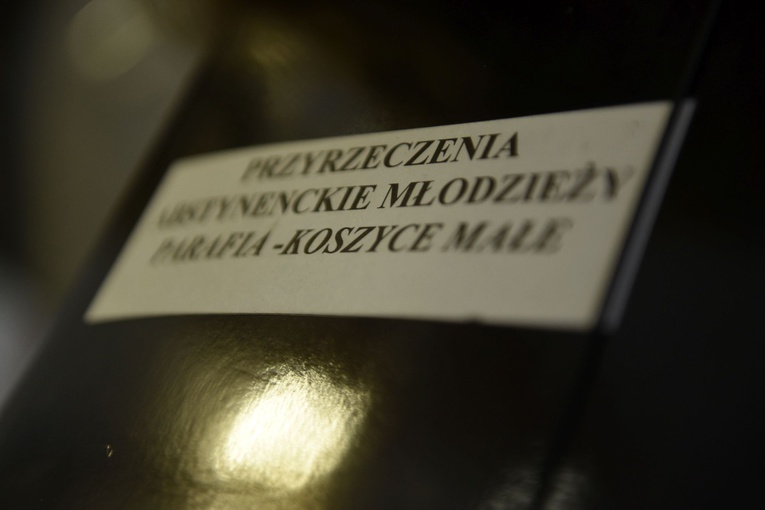 PRZYRZECZENIA
ABSTYNENCKIE MŁODZIEŻY
PARAFIA -KOSZYCE MAŁE